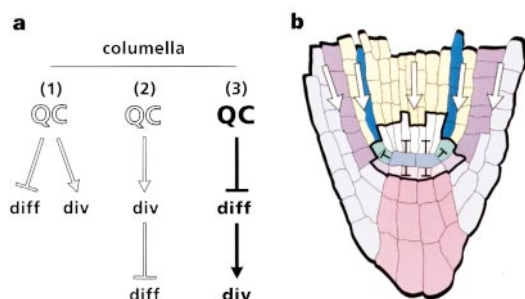 a
columella
(1) (2) (3)
QC QC QC
diff div div diff
diff div
b